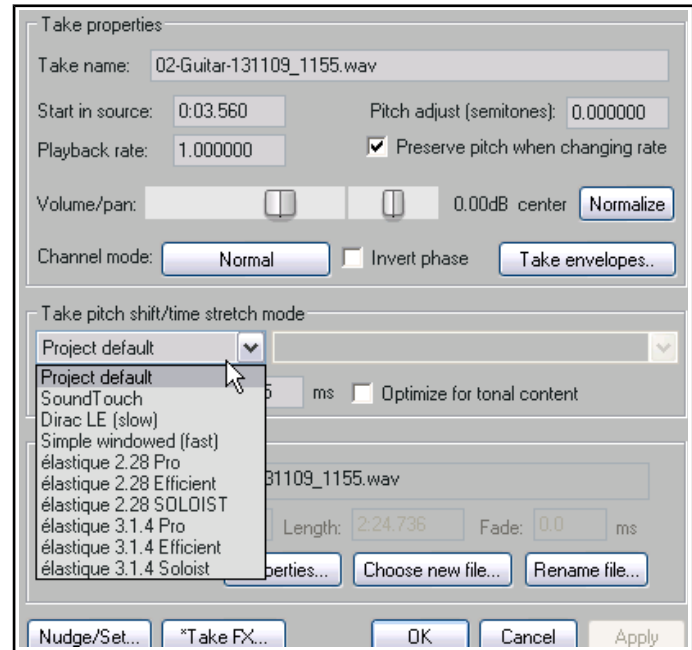 Take properties
Take name: 02-Guitar-131109_1155.wav
Start in source: 0:03.560 Pitch adjust (semitones): 0.000000
Playback rate: 1.000000 Preserve pitch when changing rate
Volume/pan: 0.00dB center Normalize
Channel mode: Normal Invert phase Take envelopes..
Take pitch shift/time stretch mode
Project default
Project default
ms Optimize for tonal content
SoundTouch
Dirac LE (slow)
Simple windowed (fast)
élastique 2.28 Pro
élastique 2.28 Efficient
élastique 2.28 SOLOIST
élastique 3.1.4 Pro
élastique 3.1.4 Efficient
élastique 3.1.4 Soloist
31109_1155.wav
Length: 2:24.736 Fade: 0.0 ms
Choose new file... Rename file...
Nudge/Set... *Take FX... OK Cancel Apply